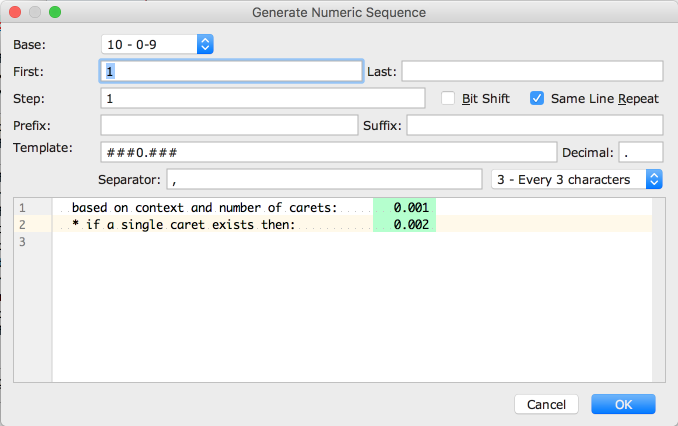 Generate Numeric Sequence
Base: 10 - 0-9
First: 1 Last:
Step: 1 Bit Shift Same Line Repeat
Prefix: Suffix:
Template: ###0.### Decimal: .
Separator: , 3 - Every 3 characters
1 based on context and number of carets: 0.001
2 * if a single caret exists then: 0.002
3
Cancel OK